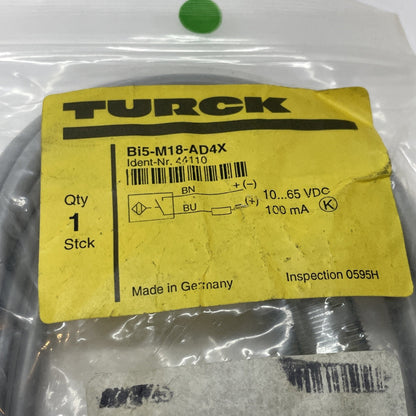 TURCK
Bi5-M18-AD4X
Ident-Nr. 44110
BN +(-)
BU -(+)
10...65 VDC
100 mA K
Qty
1
Stck
Made in Germany
Inspection 0595H